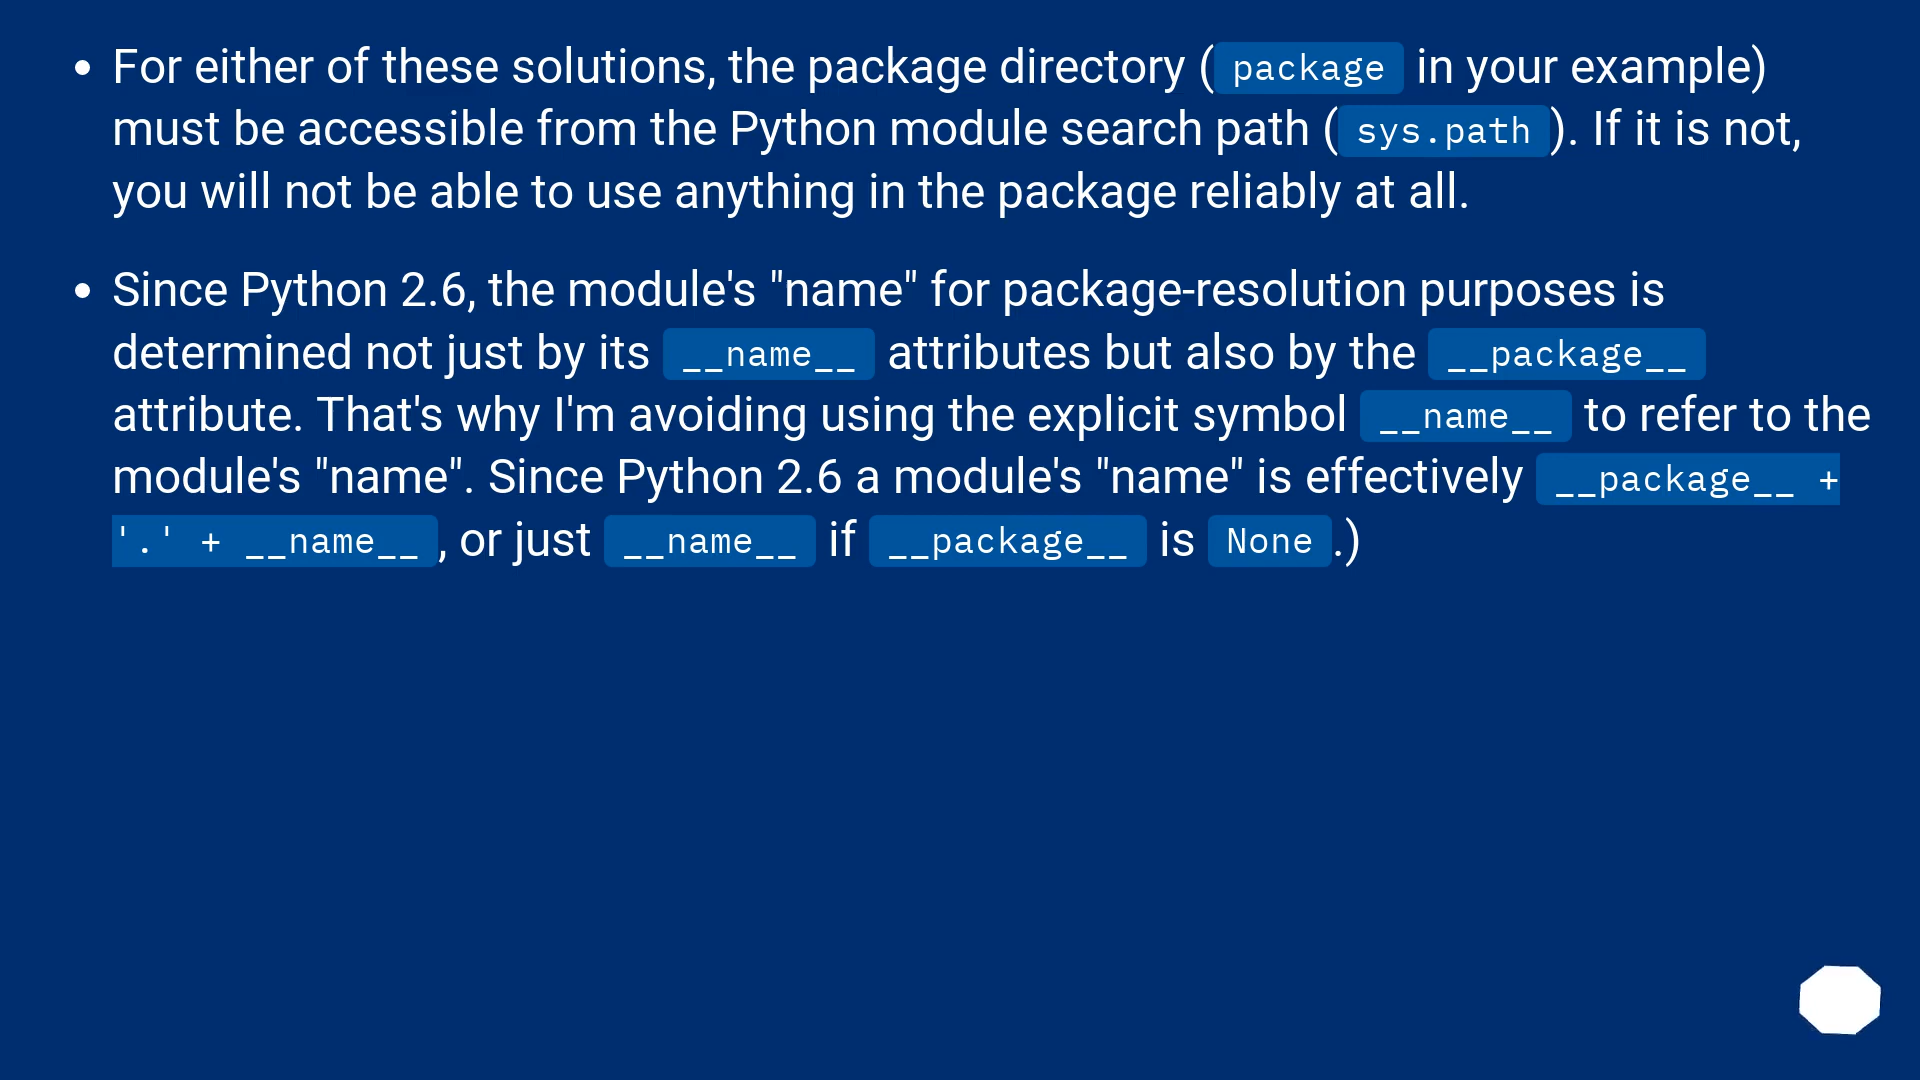 • For either of these solutions, the package directory ( package in your example)
must be accessible from the Python module search path ( sys.path ). If it is not,
you will not be able to use anything in the package reliably at all.
• Since Python 2.6, the module's "name" for package-resolution purposes is
determined not just by its __name__ attributes but also by the __package__
attribute. That's why I'm avoiding using the explicit symbol __name__ to refer to the
module's "name". Since Python 2.6 a module's "name" is effectively __package__ +
'.' + __name__ , or just __name__ if __package__ is None .)